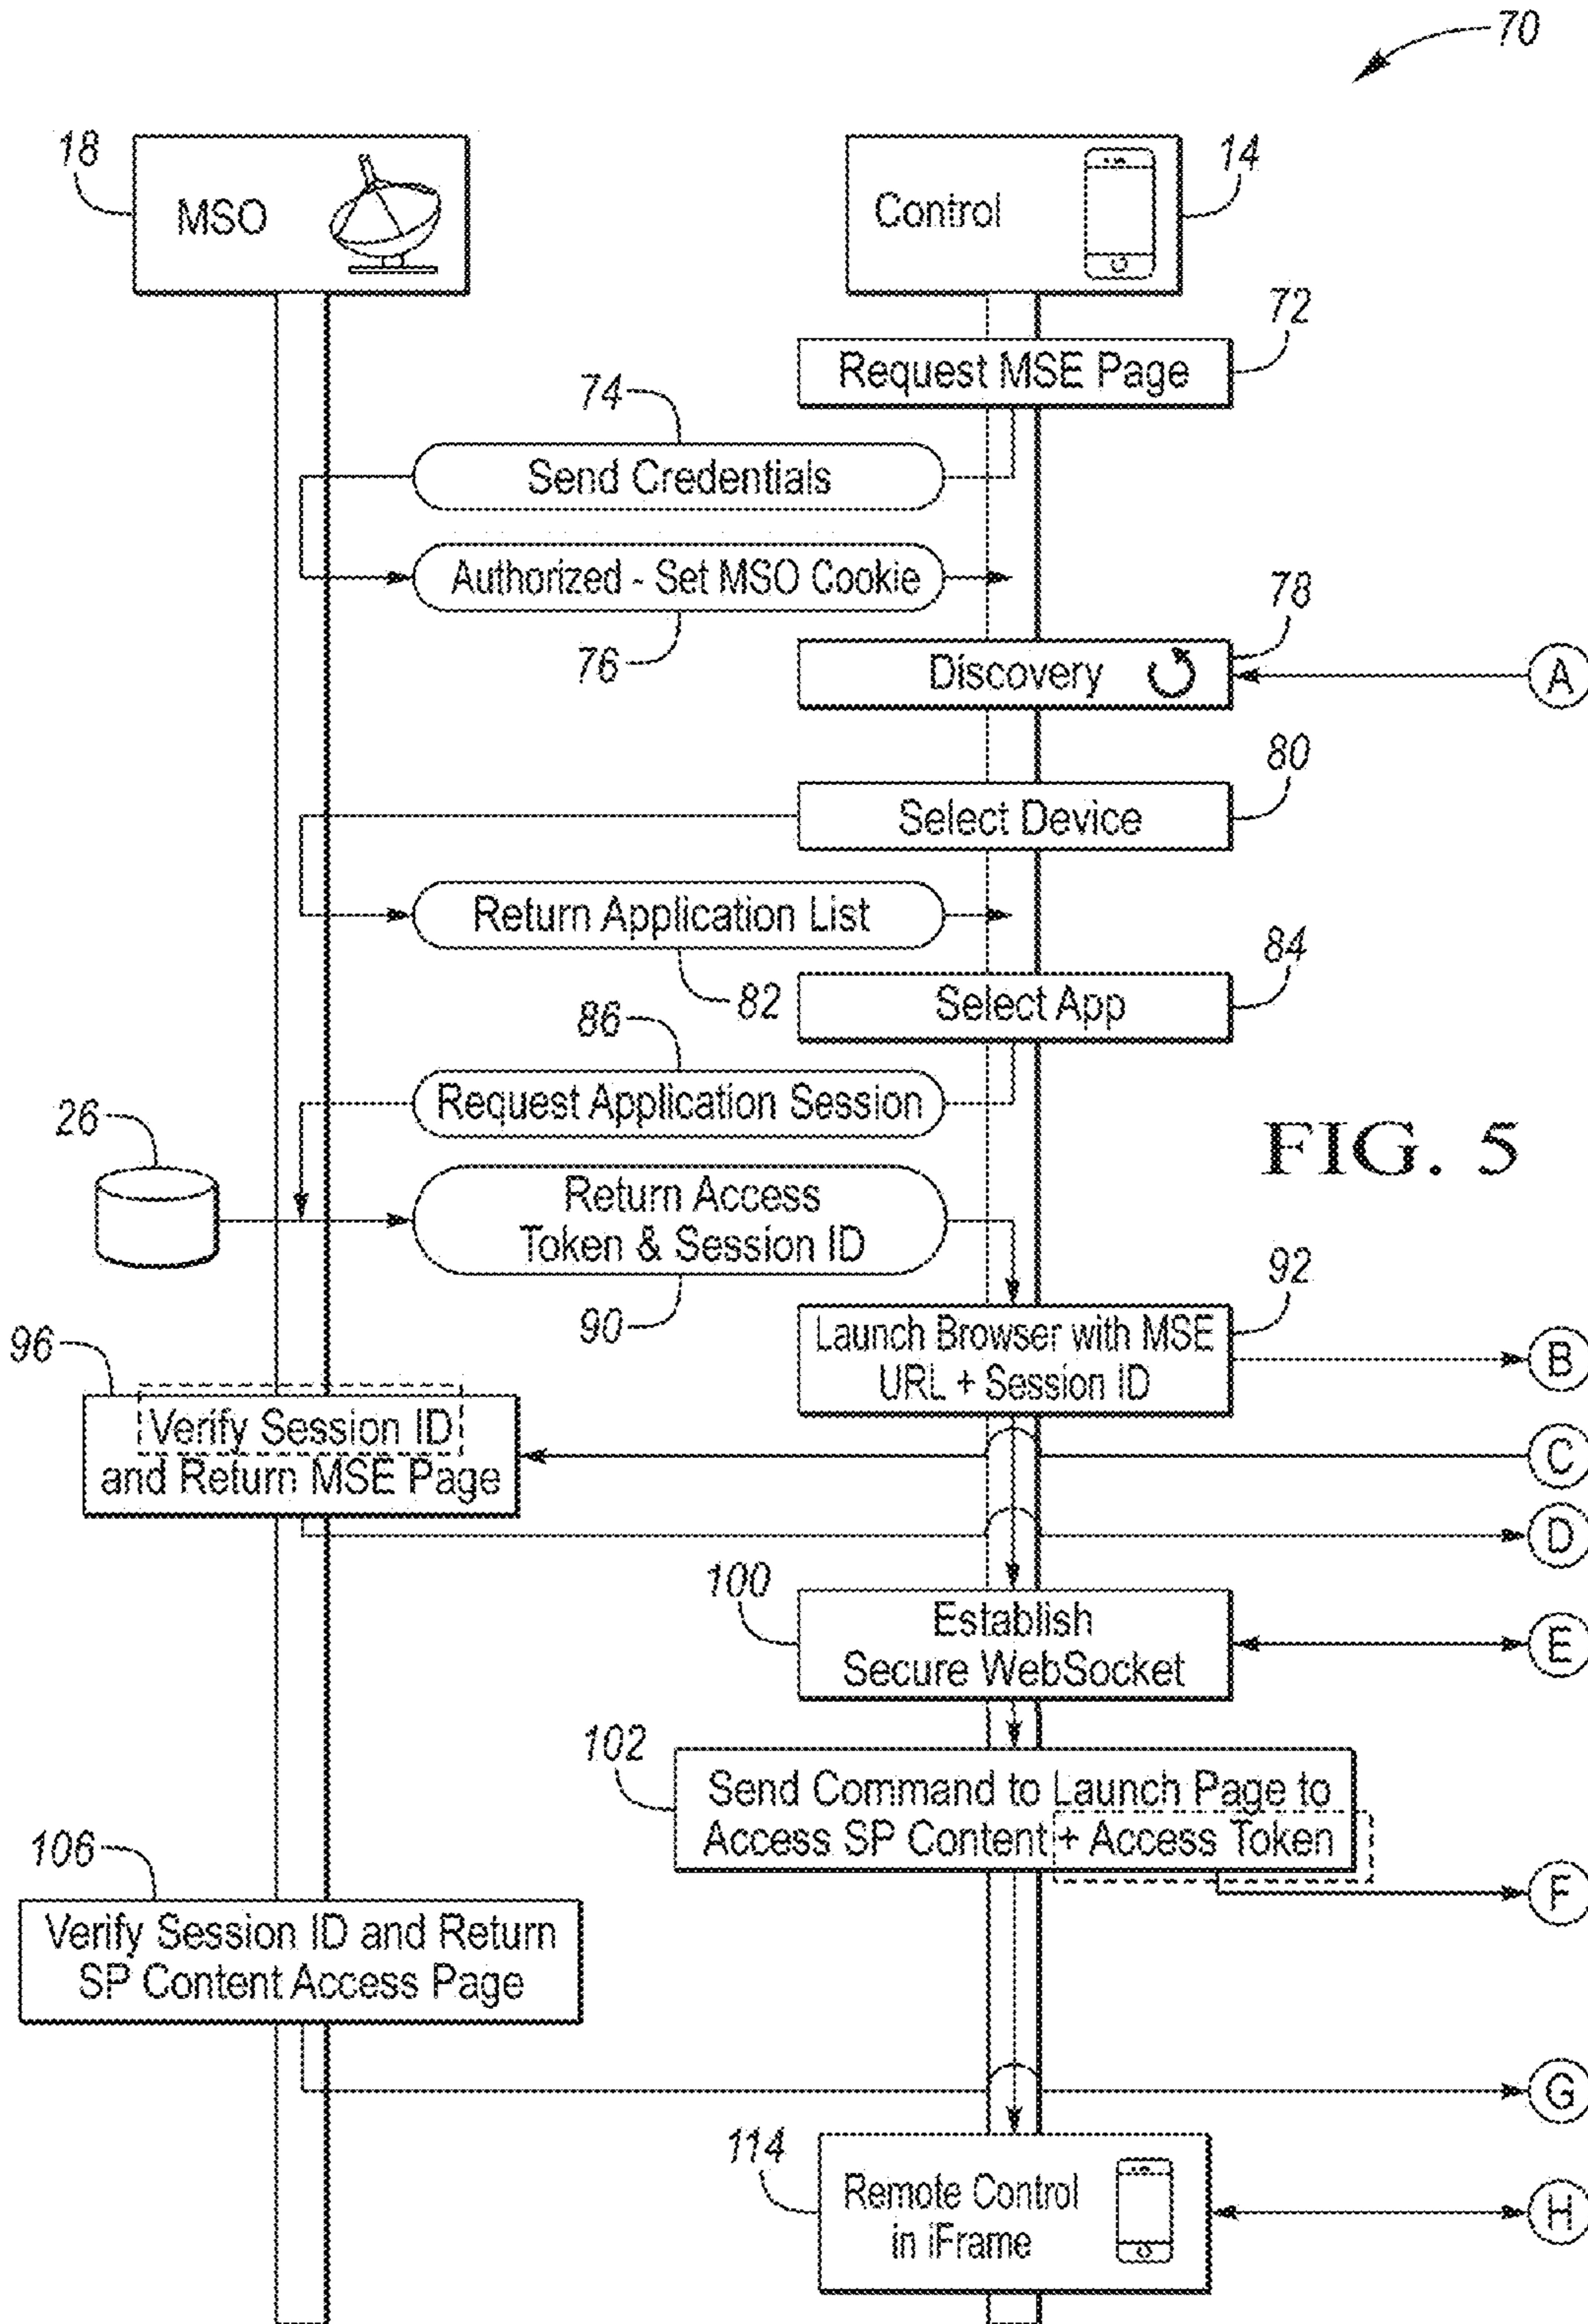 70
18
MSO
Control
14
72
Request MSE Page
74
Send Credentials
Authorized - Set MSO Cookie
76
78
Discovery
A
80
Select Device
Return Application List
82
84
Select App
86
Request Application Session
26
FIG. 5
Return Access
Token & Session ID
90
92
Launch Browser with MSE
URL + Session ID
B
96
Verify Session ID
and Return MSE Page
C
D
100
Establish
Secure WebSocket
E
102
Send Command to Launch Page to
Access SP Content + Access Token
F
106
Verify Session ID and Return
SP Content Access Page
G
114
Remote Control
in iFrame
H